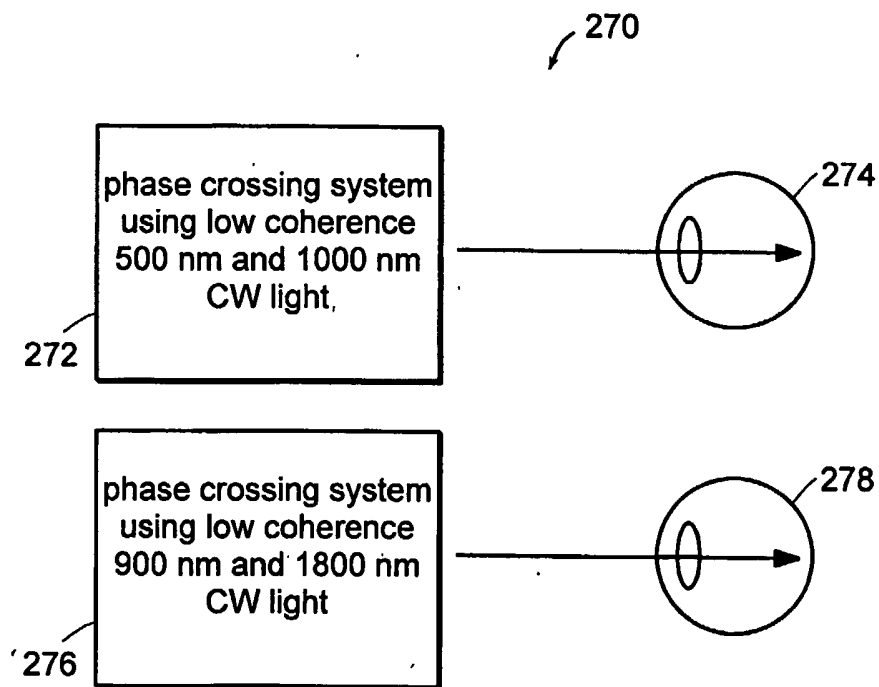 270
phase crossing system
using low coherence
500 nm and 1000 nm
CW light,
272
274
phase crossing system
using low coherence
900 nm and 1800 nm
CW light
276
278